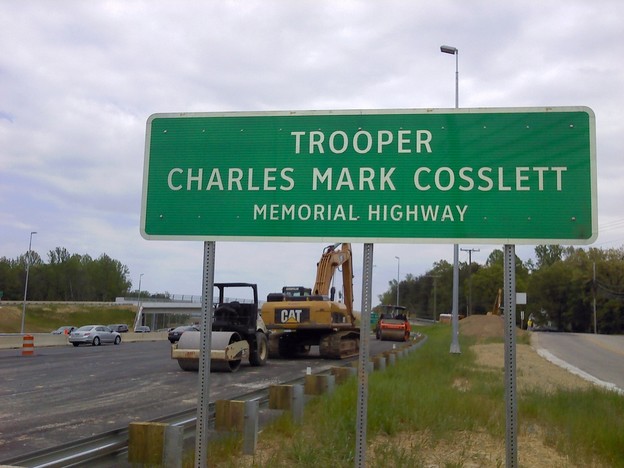 TROOPER
CHARLES MARK COSSLETT
MEMORIAL HIGHWAY
CAT